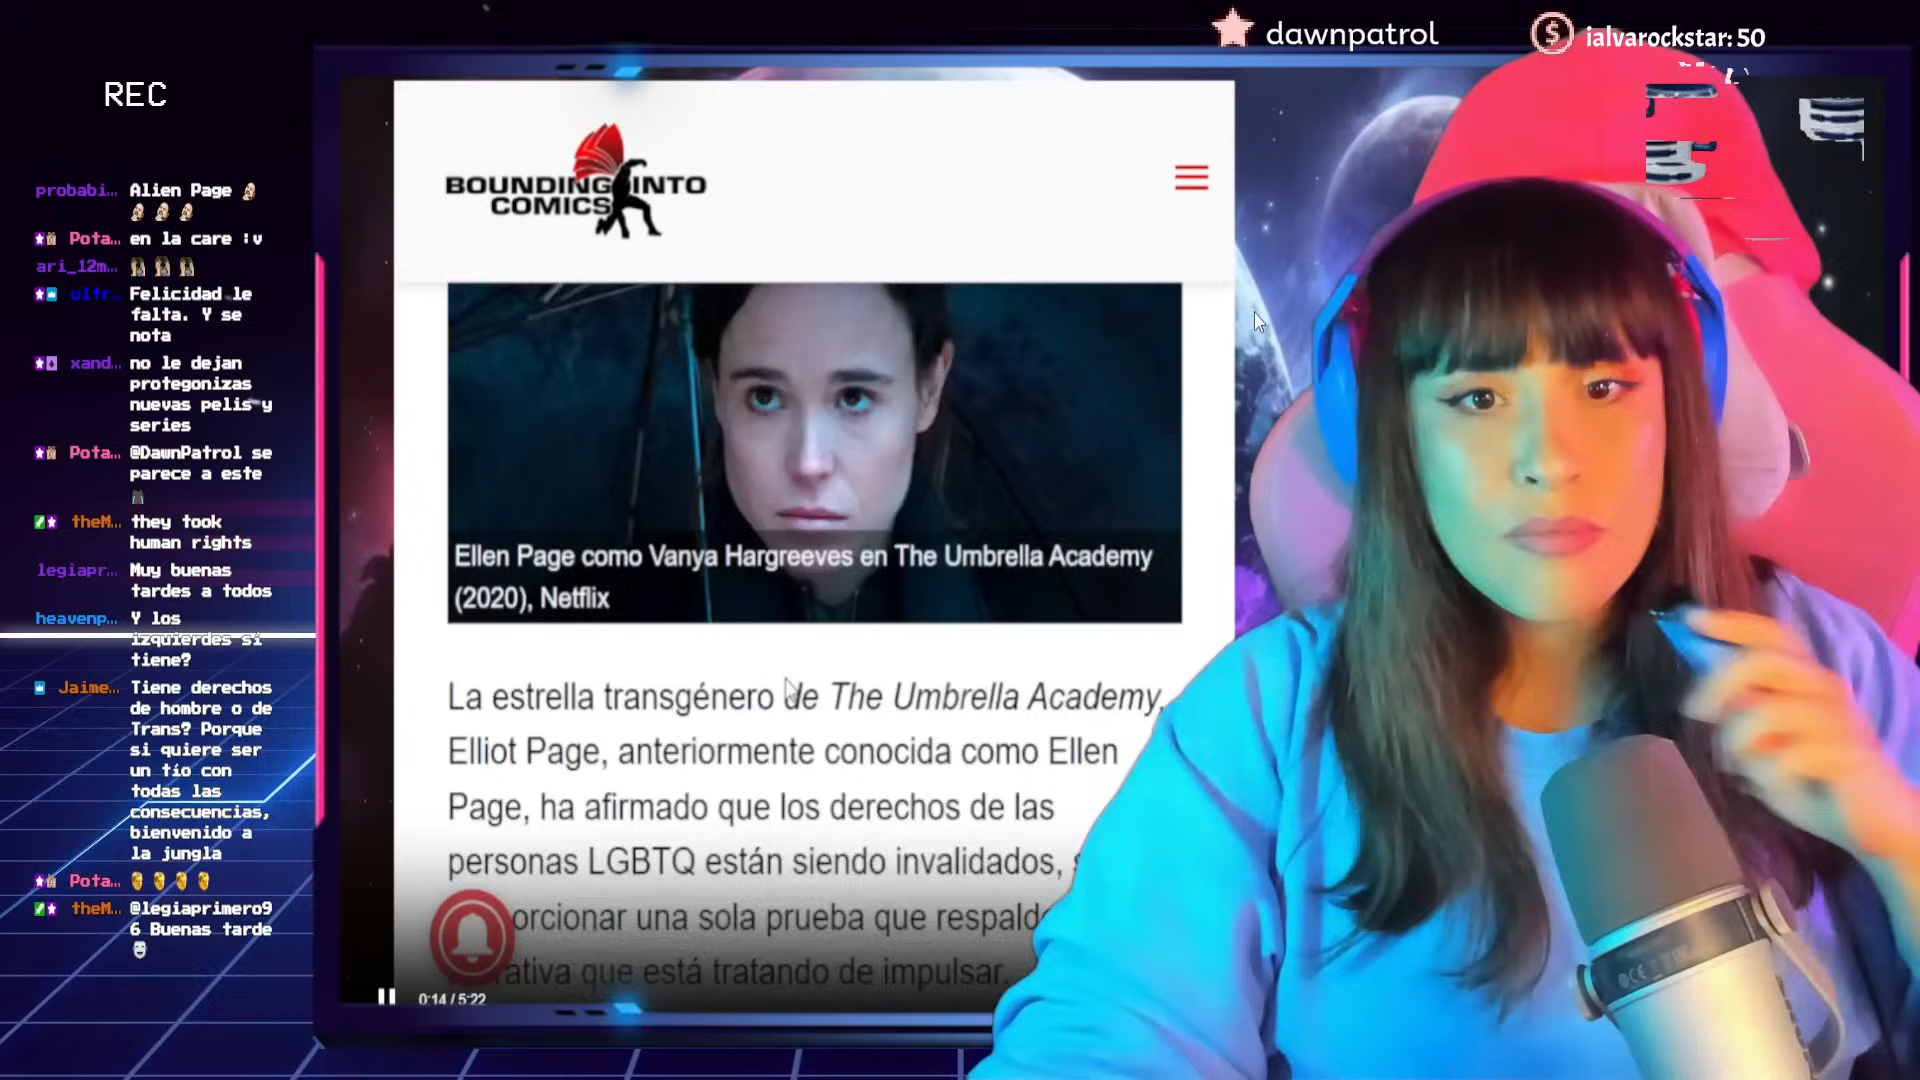 dawnpatrol
ialvarockstar: 50
REC
probabi... Alien Page
Pota... en la care :v
ari_12m...
ultr... Felicidad le
falta. Y se
nota
xand... no le dejan
protegonizas
nuevas pelis y
series
Pota... @DawnPatrol se
parece a este
theM... they took
human rights
legiapr... Muy buenas
tardes a todos
heavenp... Y los
izquierdes sí
tiene?
Jaime... Tiene derechos
de hombre o de
Trans? Porque
si quiere ser
un tío con
todas las
consecuencias,
bienvenido a
la jungla
Pota...
theM... @legiaprimero9
6 Buenas tarde
BOUNDING INTO
COMICS
Ellen Page como Vanya Hargreeves en The Umbrella Academy
(2020), Netflix
La estrella transgénero de The Umbrella Academy,
Elliot Page, anteriormente conocida como Ellen
Page, ha afirmado que los derechos de las
personas LGBTQ están siendo invalidados,
orcionar una sola prueba que respald
rativa que está tratando de impulsar.
0:14 / 5:22